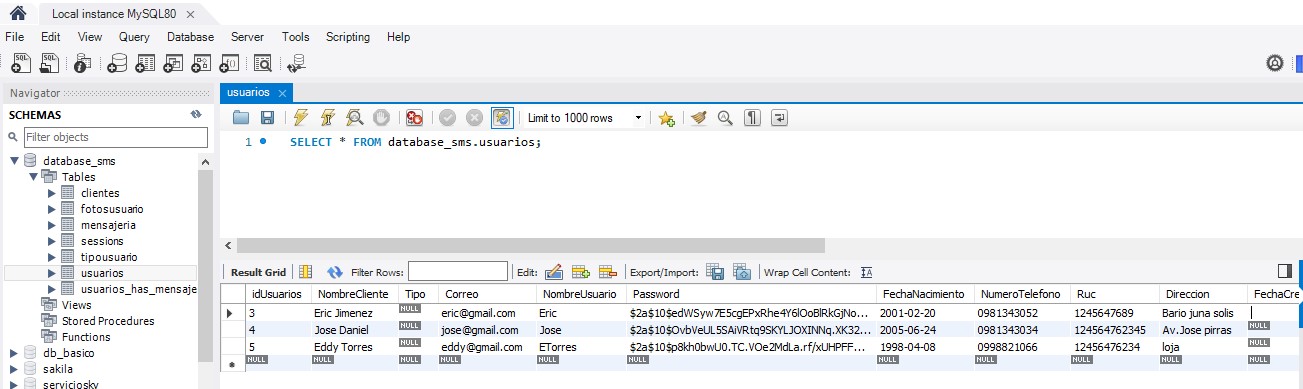 Local instance MySQL80
File Edit View Query Database Server Tools Scripting Help
Navigator
SCHEMAS
Filter objects
database_sms
Tables
clientes
fotosusuario
mensajeria
sessions
tipousuario
usuarios
usuarios_has_mensaje
Views
Stored Procedures
Functions
db_basico
sakila
serviciosky
usuarios
Limit to 1000 rows
1 SELECT * FROM database_sms.usuarios;
Result Grid Filter Rows: Edit: Export/Import: Wrap Cell Content:
idUsuarios NombreCliente Tipo Correo NombreUsuario Password FechaNacimiento NumeroTelefono Ruc Direccion FechaCre
3 Eric Jimenez NULL eric@gmail.com Eric $2a$10$edWSyw7E5cgEPxRhe4Y6lOoBlRkGjNo... 2001-02-20 0981343052 1245647689 Bario juna solis
4 Jose Daniel NULL jose@gmail.com Jose $2a$10$OvbVeUL5SAiVRtq9SKYLJOXINNq.XK32... 2005-06-24 0981343034 124564762345 Av.Jose pirras NULL
5 Eddy Torres NULL eddy@gmail.com ETorres $2a$10$p8kh0bwU0.TC.VOe2MdLa.rf/xUHPFF... 1998-04-08 0998821066 12456476234 loja NULL
NULL NULL NULL NULL NULL NULL NULL NULL NULL NULL NULL